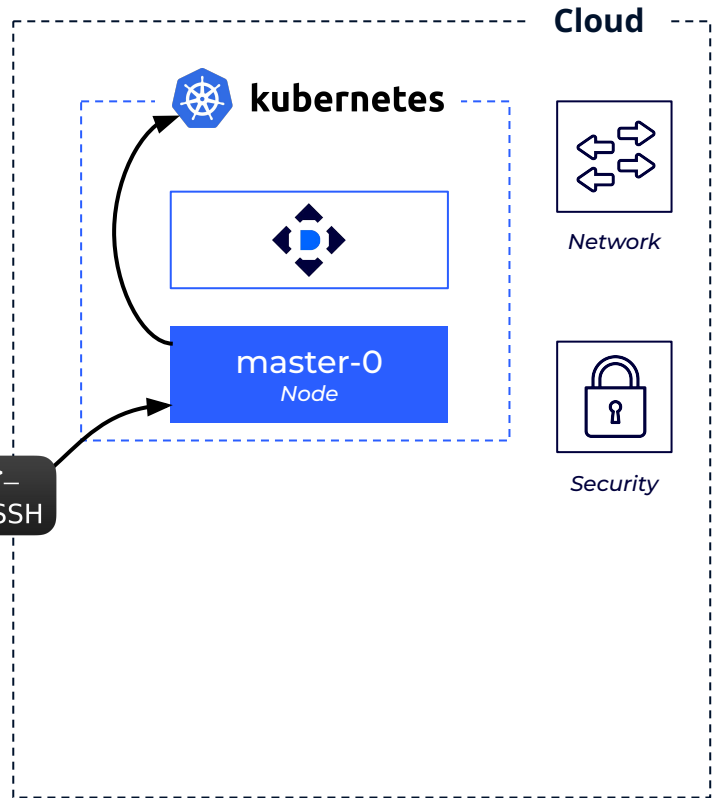 Cloud
kubernetes
Network
master-0
Node
Security
>_
SSH